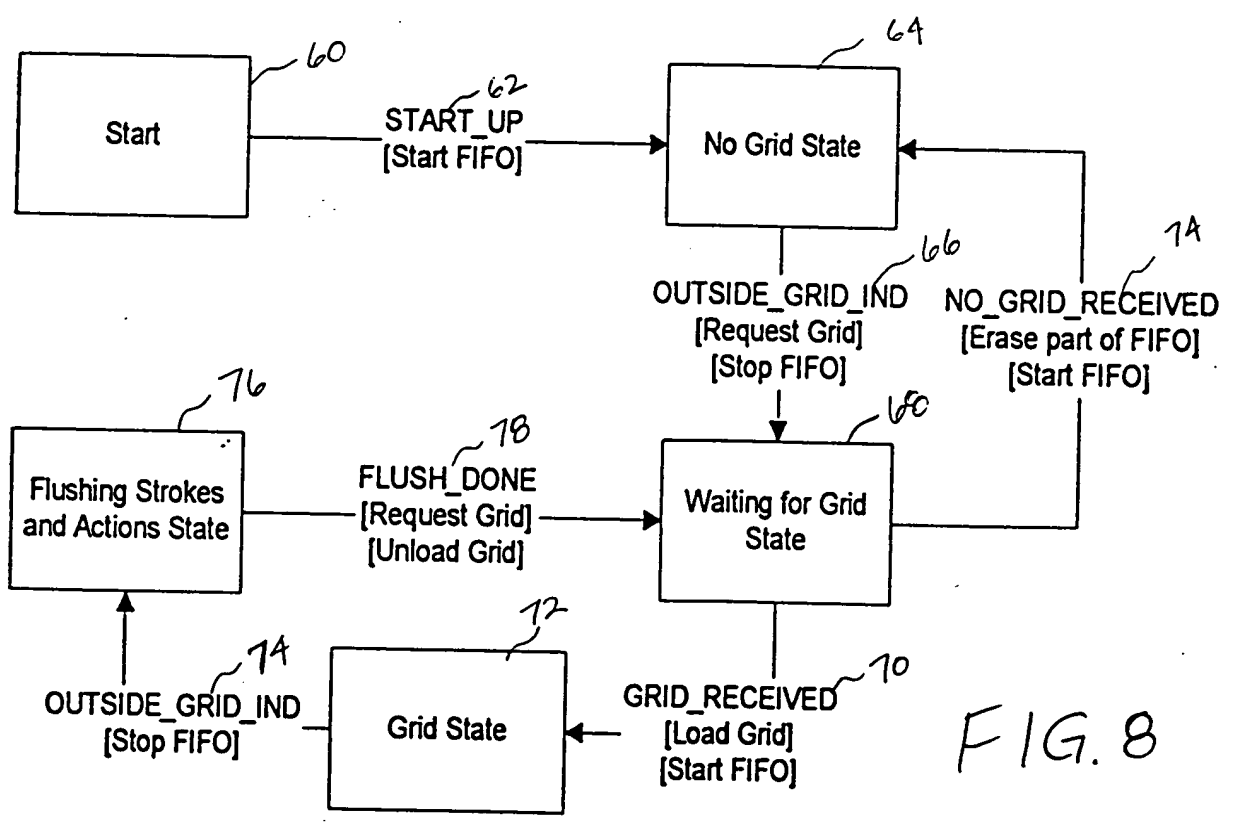 60
Start
62
START_UP
[Start FIFO]
64
No Grid State
66
OUTSIDE_GRID_IND
[Request Grid]
[Stop FIFO]
74
NO_GRID_RECEIVED
[Erase part of FIFO]
[Start FIFO]
76
Flushing Strokes
and Actions State
78
FLUSH_DONE
[Request Grid]
[Unload Grid]
68
Waiting for Grid
State
74
OUTSIDE_GRID_IND
[Stop FIFO]
72
Grid State
70
GRID_RECEIVED
[Load Grid]
[Start FIFO]
FIG. 8